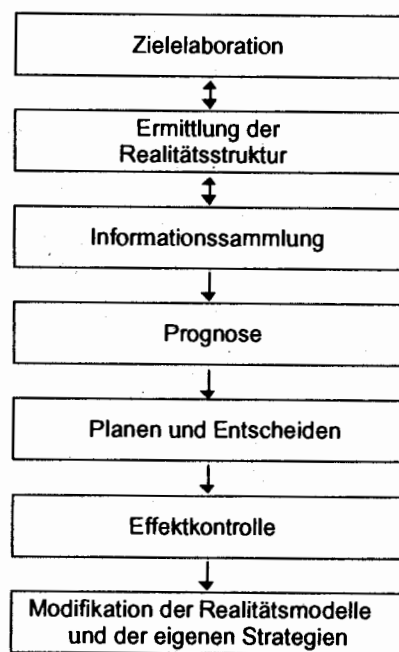 Zielelaboration
Ermittlung der
Realitätsstruktur
Informationssammlung
Prognose
Planen und Entscheiden
Effektkontrolle
Modifikation der Realitätsmodelle
und der eigenen Strategien